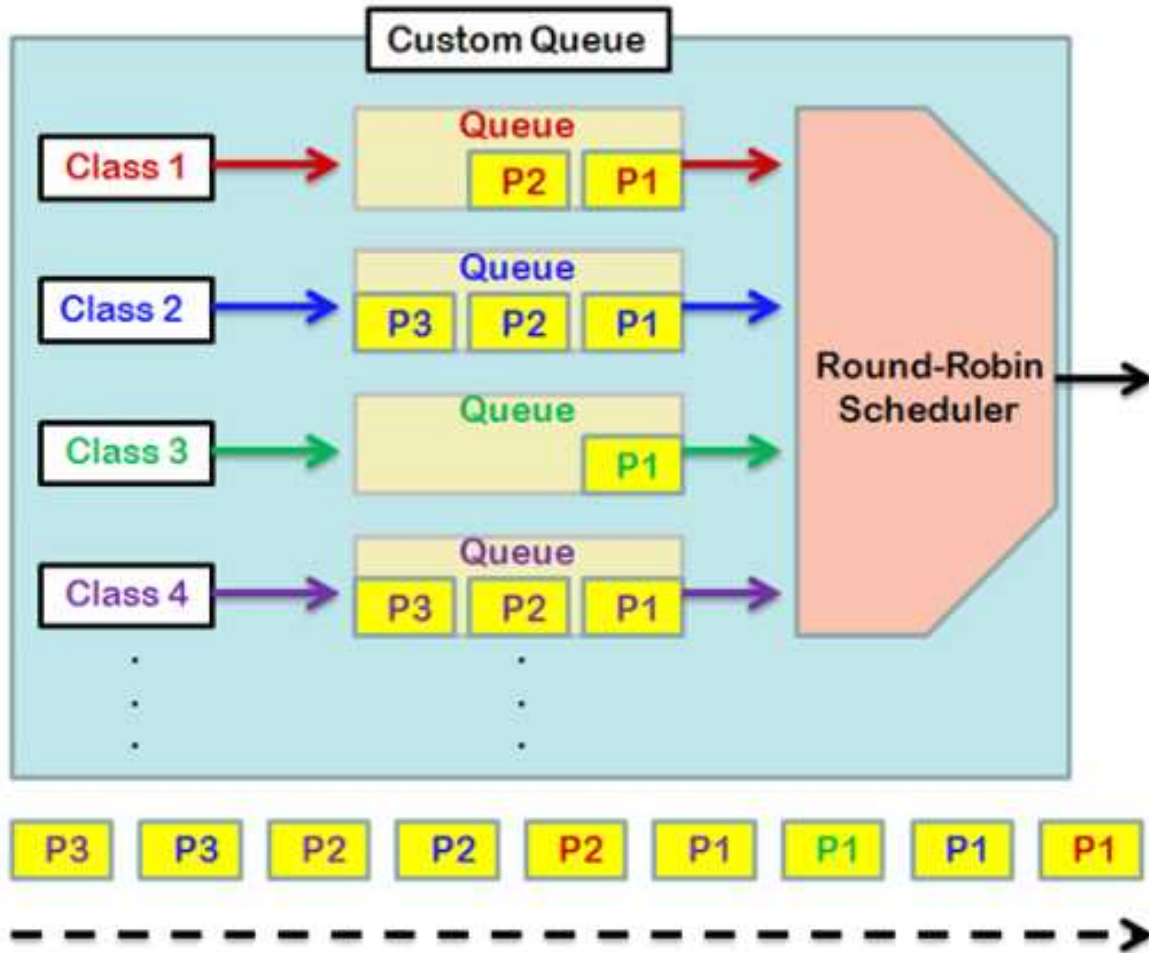 Custom Queue
Class 1
Queue
P2 P1
Class 2
Queue
P3 P2 P1
Class 3
Queue
P1
Class 4
Queue
P3 P2 P1
Round-Robin
Scheduler
P3 P3 P2 P2 P2 P1 P1 P1 P1